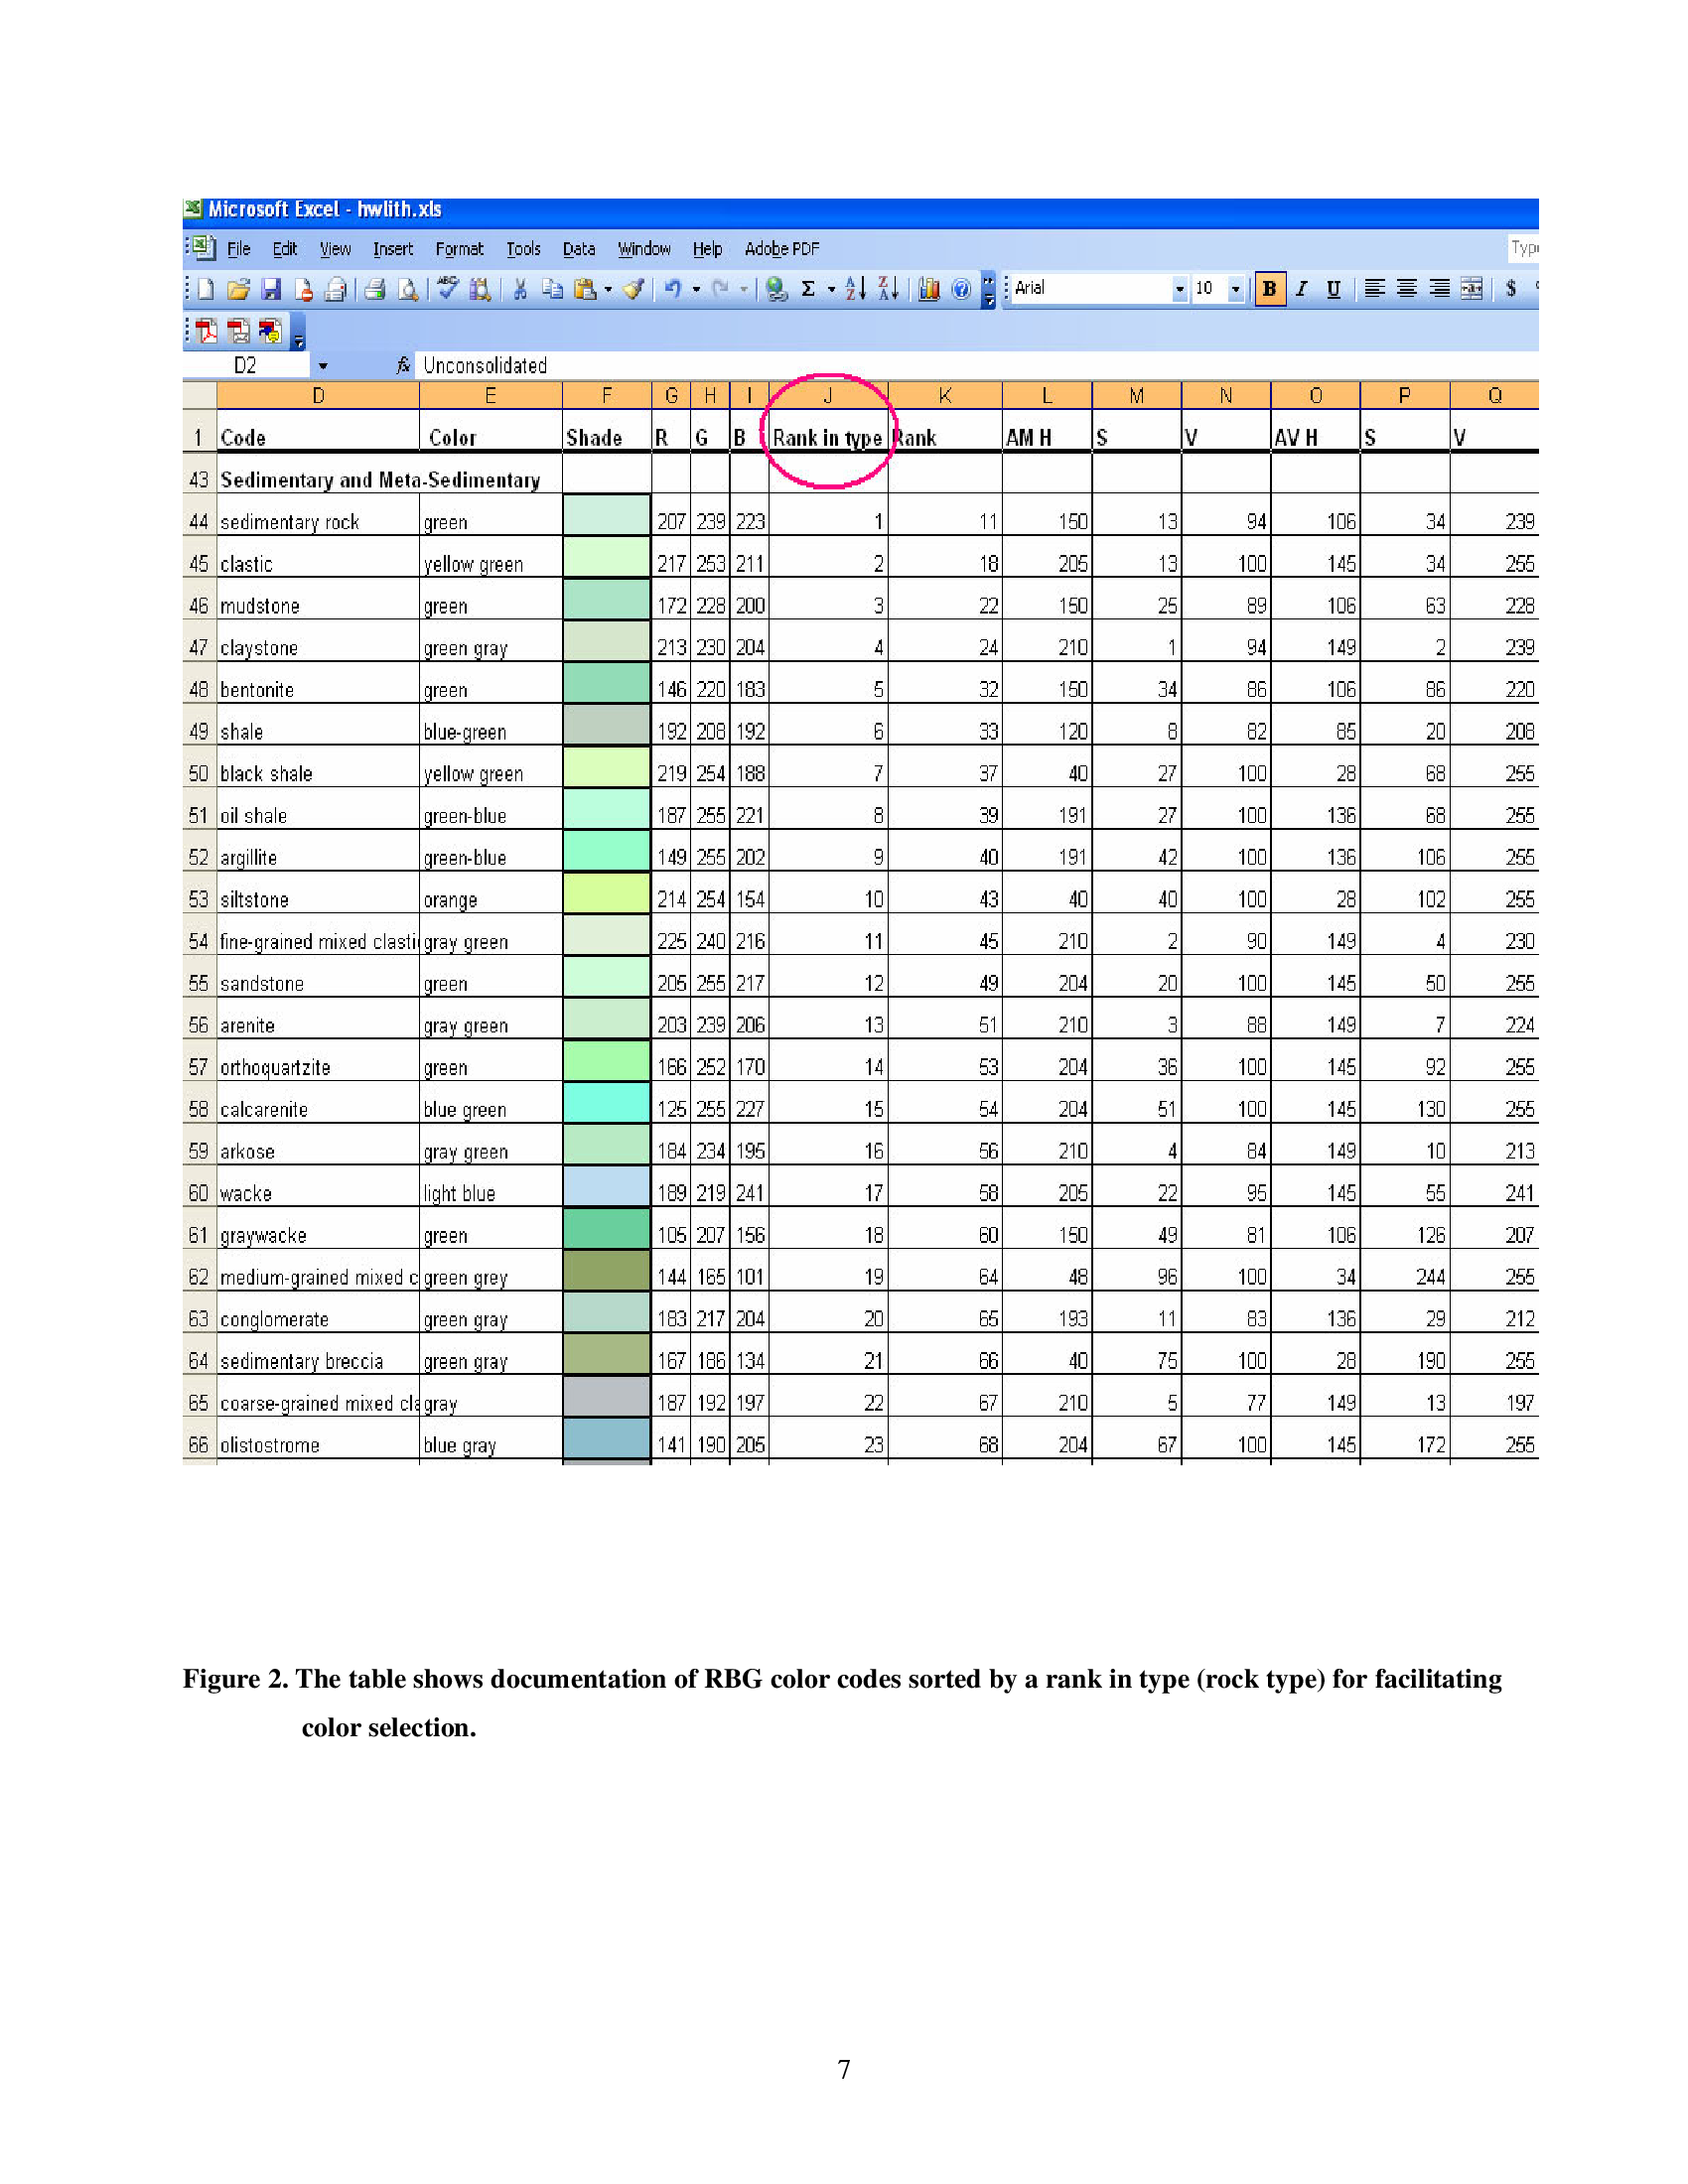 Microsoft Excel - hwlith.xls
File Edit View Insert Format Tools Data Window Help Adobe PDF
Arial 10 B I U $
D2 fx Unconsolidated
D E F G H I J K L M N O P Q
1 Code Color Shade R G B Rank in type Rank AM H S V AV H S V
43 Sedimentary and Meta-Sedimentary
44 sedimentary rock green 207 239 223 1 11 150 13 94 106 34 239
45 clastic yellow green 217 253 211 2 18 205 13 100 145 34 255
46 mudstone green 172 228 200 3 22 150 25 89 106 63 228
47 claystone green gray 213 230 204 4 24 210 1 94 149 2 239
48 bentonite green 146 220 183 5 32 150 34 86 106 86 220
49 shale blue-green 192 208 192 6 33 120 8 82 85 20 208
50 black shale yellow green 219 254 188 7 37 40 27 100 28 68 255
51 oil shale green-blue 187 255 221 8 39 191 27 100 136 68 255
52 argillite green-blue 149 255 202 9 40 191 42 100 136 106 255
53 siltstone orange 214 254 154 10 43 40 40 100 28 102 255
54 fine-grained mixed clasti gray green 225 240 216 11 45 210 2 90 149 4 230
55 sandstone green 205 255 217 12 49 204 20 100 145 50 255
56 arenite gray green 203 239 206 13 51 210 3 88 149 7 224
57 orthoquartzite green 166 252 170 14 53 204 36 100 145 92 255
58 calcarenite blue green 125 255 227 15 54 204 51 100 145 130 255
59 arkose gray green 184 234 195 16 56 210 4 84 149 10 213
60 wacke light blue 189 219 241 17 58 205 22 95 145 55 241
61 graywacke green 105 207 156 18 60 150 49 81 106 126 207
62 medium-grained mixed c green grey 144 165 101 19 64 48 96 100 34 244 255
63 conglomerate green gray 183 217 204 20 65 193 11 83 136 29 212
64 sedimentary breccia green gray 167 186 134 21 66 40 75 100 28 190 255
65 coarse-grained mixed cla gray 187 192 197 22 67 210 5 77 149 13 197
66 olistostrome blue gray 141 190 205 23 68 204 67 100 145 172 255
Figure 2. The table shows documentation of RBG color codes sorted by a rank in type (rock type) for facilitating
color selection.
7